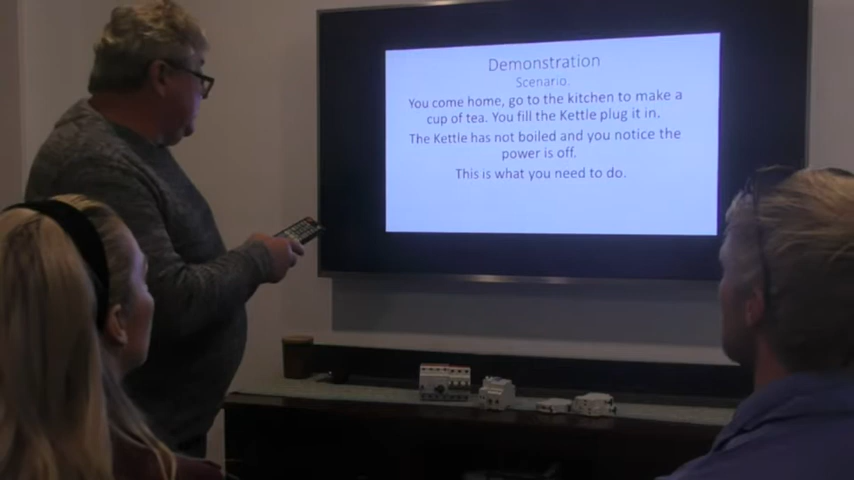 Demonstration
Scenario.
You come home, go to the kitchen to make a
cup of tea. You fill the Kettle plug it in.
The Kettle has not boiled and you notice the
power is off.
This is what you need to do.